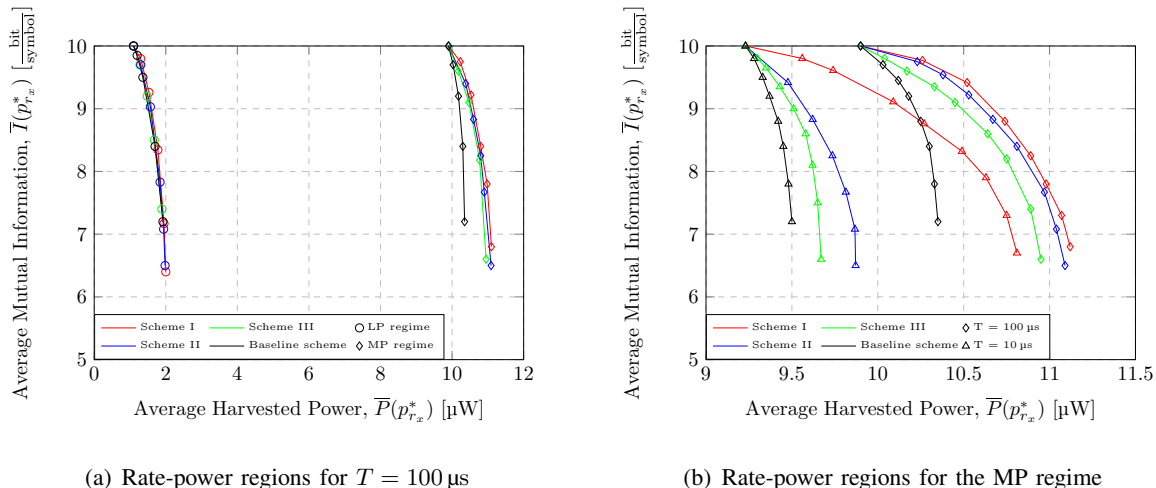 Average Mutual Information, I̅(p*_{r_x}) [bit/symbol]
10
9
8
7
6
5
0 2 4 6 8 10 12
Average Harvested Power, P̅(p*_{r_x}) [µW]
Scheme I Scheme III LP regime
Scheme II Baseline scheme MP regime
(a) Rate-power regions for T = 100 µs
Average Mutual Information, I̅(p*_{r_x}) [bit/symbol]
10
9
8
7
6
5
9 9.5 10 10.5 11 11.5
Average Harvested Power, P̅(p*_{r_x}) [µW]
Scheme I Scheme III T = 100 µs
Scheme II Baseline scheme T = 10 µs
(b) Rate-power regions for the MP regime